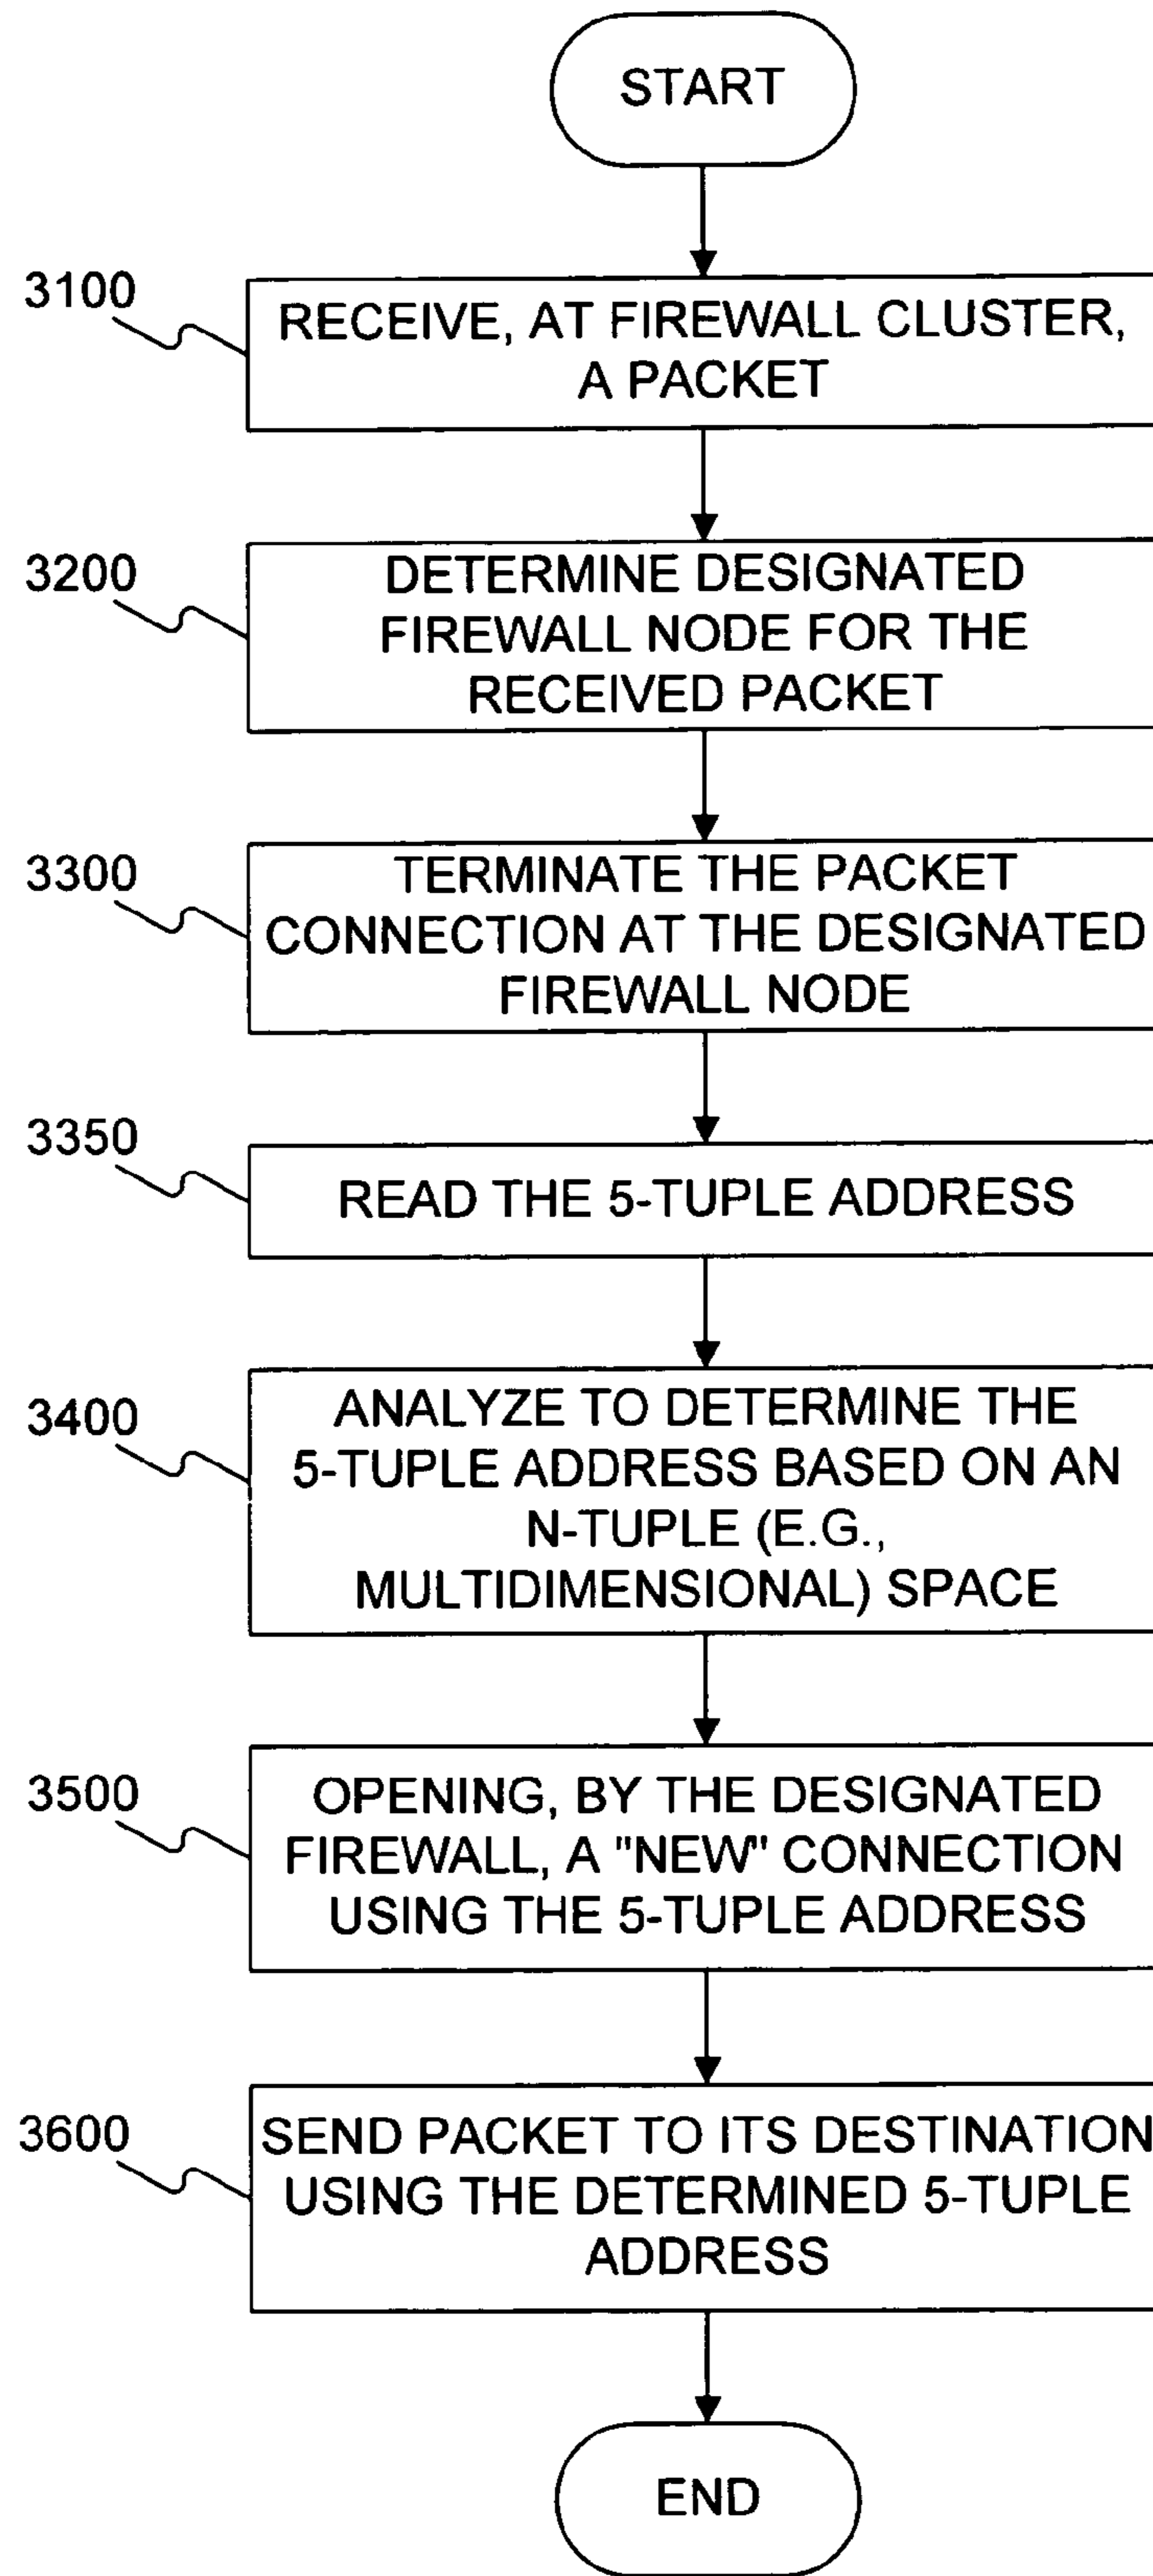 START
3100
RECEIVE, AT FIREWALL CLUSTER,
A PACKET
3200
DETERMINE DESIGNATED
FIREWALL NODE FOR THE
RECEIVED PACKET
3300
TERMINATE THE PACKET
CONNECTION AT THE DESIGNATED
FIREWALL NODE
3350
READ THE 5-TUPLE ADDRESS
3400
ANALYZE TO DETERMINE THE
5-TUPLE ADDRESS BASED ON AN
N-TUPLE (E.G.,
MULTIDIMENSIONAL) SPACE
3500
OPENING, BY THE DESIGNATED
FIREWALL, A "NEW" CONNECTION
USING THE 5-TUPLE ADDRESS
3600
SEND PACKET TO ITS DESTINATION
USING THE DETERMINED 5-TUPLE
ADDRESS
END